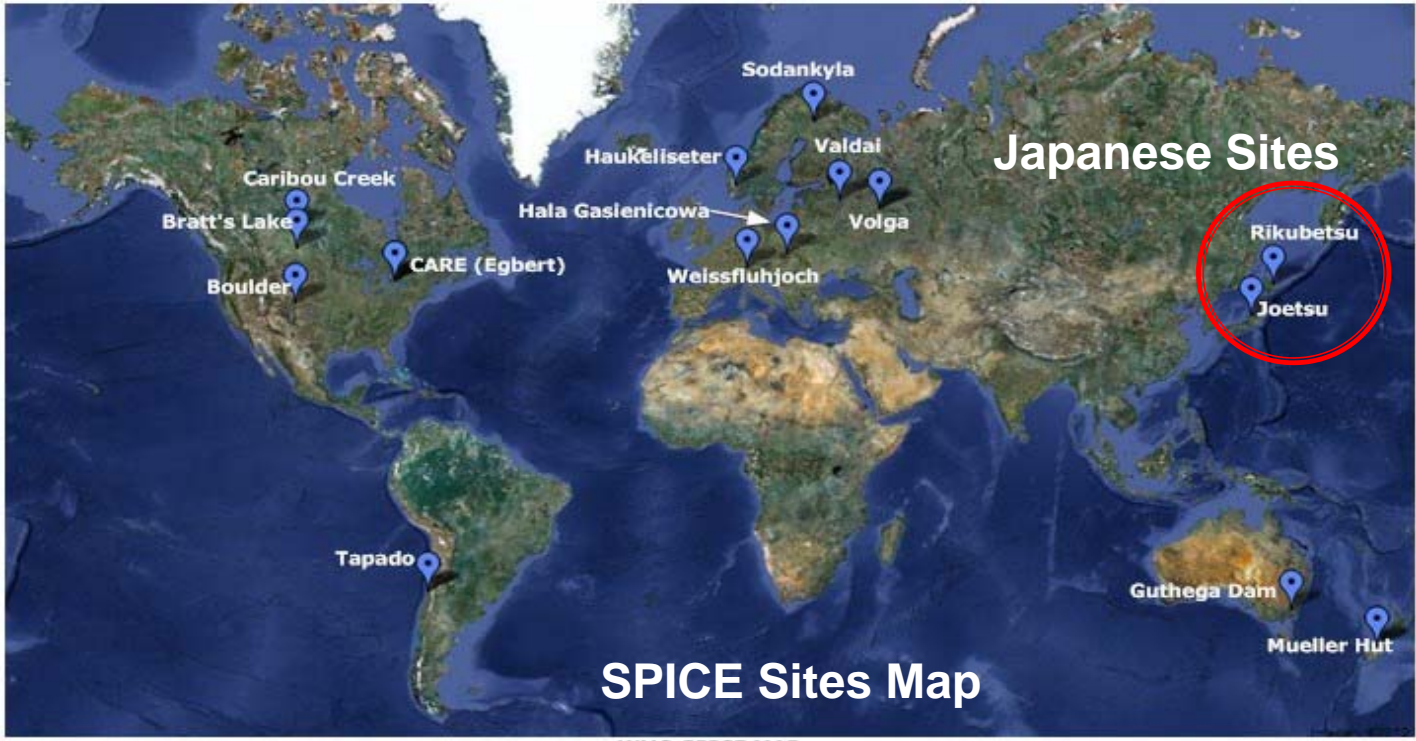 Sodankyla
Japanese Sites
Valdai
Haukeliseter
Caribou Creek
Hala Gasienicowa
Bratt's Lake
Volga
Rikubetsu
CARE (Egbert)
Weissfluhjoch
Boulder
Joetsu
Tapado
Guthega Dam
Mueller Hut
SPICE Sites Map